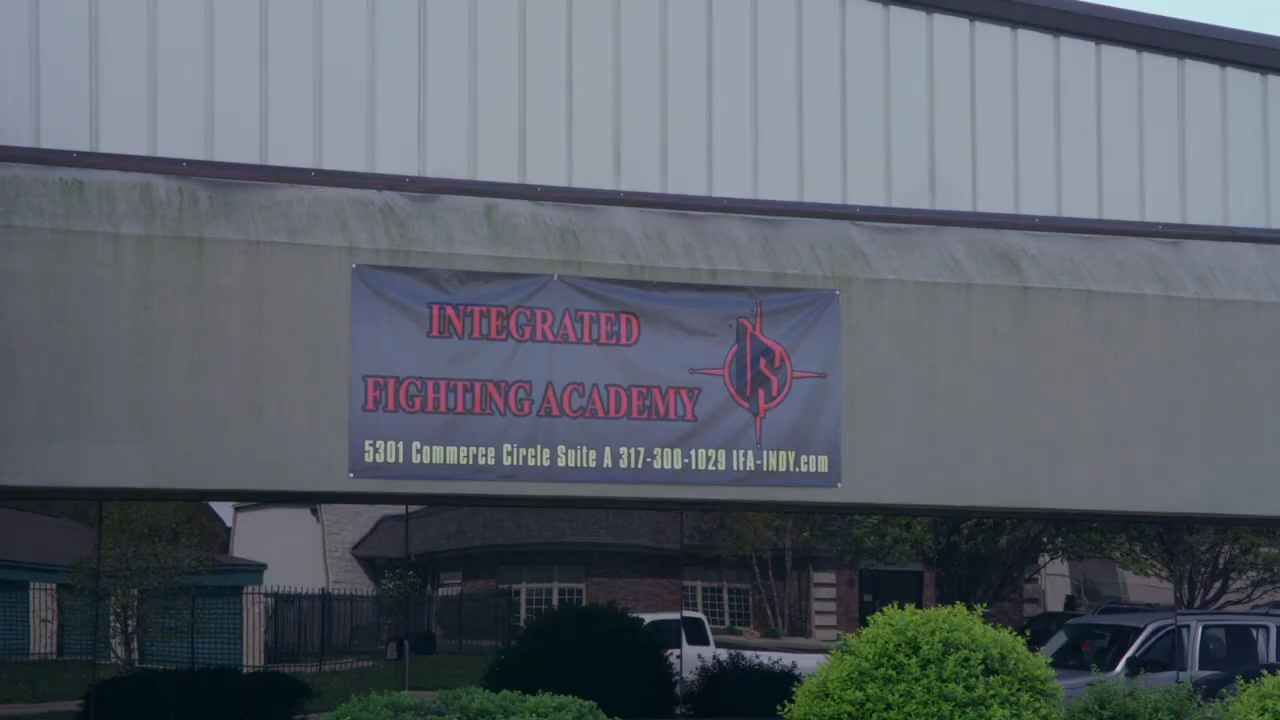 INTEGRATED
FIGHTING ACADEMY
5301 Commerce Circle Suite A 317-300-1029 IFA-INDY.com